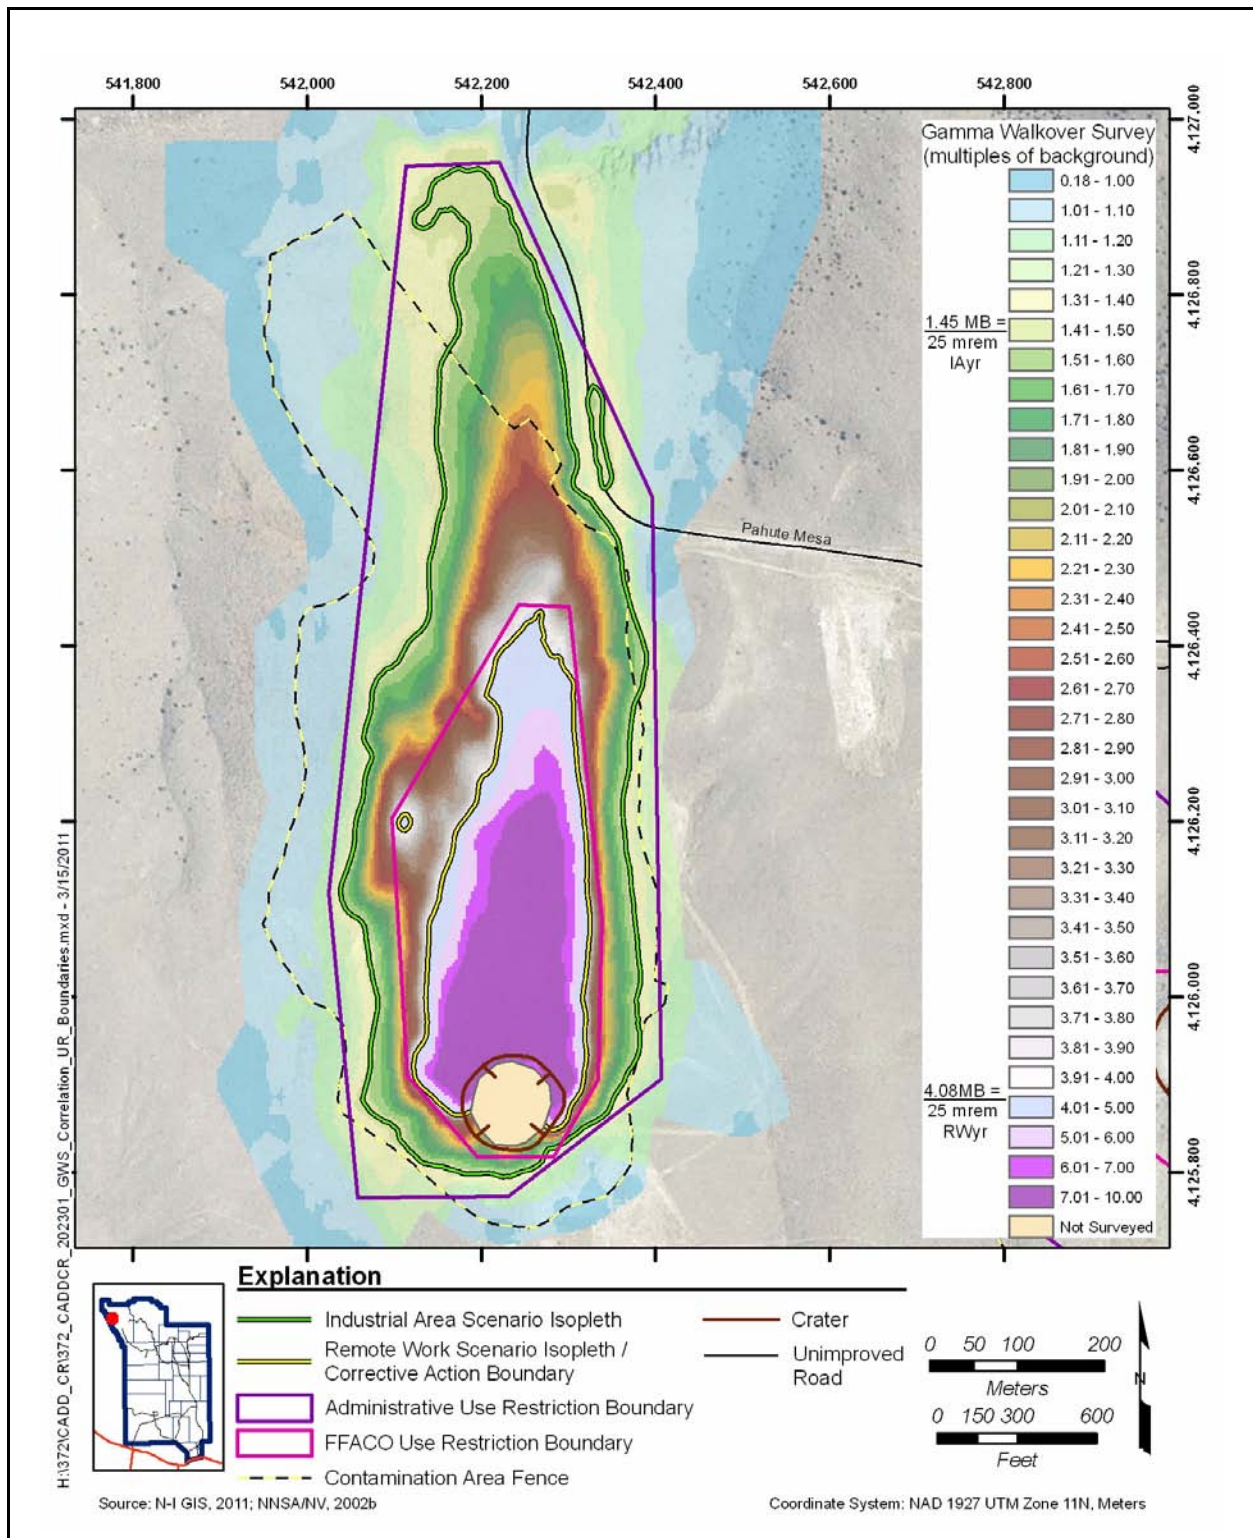 541,800 542,000 542,200 542,400 542,600 542,800
4,127,000
4,126,800
4,126,600
4,126,400
4,126,200
4,126,000
4,125,800
Gamma Walkover Survey
(multiples of background)
0.18 - 1.00
1.01 - 1.10
1.11 - 1.20
1.21 - 1.30
1.31 - 1.40
1.41 - 1.50
1.51 - 1.60
1.61 - 1.70
1.71 - 1.80
1.81 - 1.90
1.91 - 2.00
2.01 - 2.10
2.11 - 2.20
2.21 - 2.30
2.31 - 2.40
2.41 - 2.50
2.51 - 2.60
2.61 - 2.70
2.71 - 2.80
2.81 - 2.90
2.91 - 3.00
3.01 - 3.10
3.11 - 3.20
3.21 - 3.30
3.31 - 3.40
3.41 - 3.50
3.51 - 3.60
3.61 - 3.70
3.71 - 3.80
3.81 - 3.90
3.91 - 4.00
4.01 - 5.00
5.01 - 6.00
6.01 - 7.00
7.01 - 10.00
Not Surveyed
1.45 MB =
25 mrem
IAyr
4.08MB =
25 mrem
RWyr
Pahute Mesa
H:\372\CADD_CR\372_CADDCR_202301_GWS_Correlation_UR_Boundaries.mxd - 3/15/2011
Explanation
Industrial Area Scenario Isopleth
Remote Work Scenario Isopleth /
Corrective Action Boundary
Administrative Use Restriction Boundary
FFACO Use Restriction Boundary
Contamination Area Fence
Crater
Unimproved
Road
0 50 100 200
Meters
0 150 300 600
Feet
N
Source: N-I GIS, 2011; NNSA/NV, 2002b
Coordinate System: NAD 1927 UTM Zone 11N, Meters